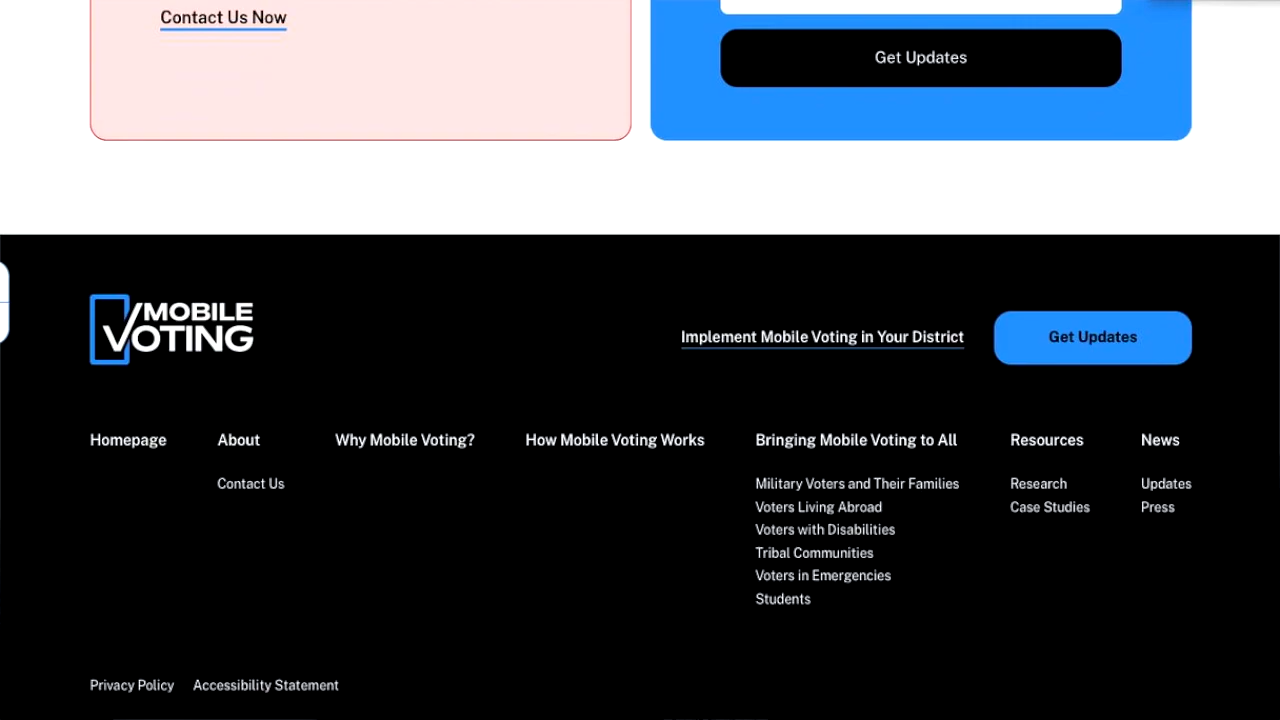 Contact Us Now
Get Updates
MOBILE
VOTING
Implement Mobile Voting in Your District
Get Updates
Homepage
About
Contact Us
Why Mobile Voting?
How Mobile Voting Works
Bringing Mobile Voting to All
Military Voters and Their Families
Voters Living Abroad
Voters with Disabilities
Tribal Communities
Voters in Emergencies
Students
Resources
Research
Case Studies
News
Updates
Press
Privacy Policy
Accessibility Statement